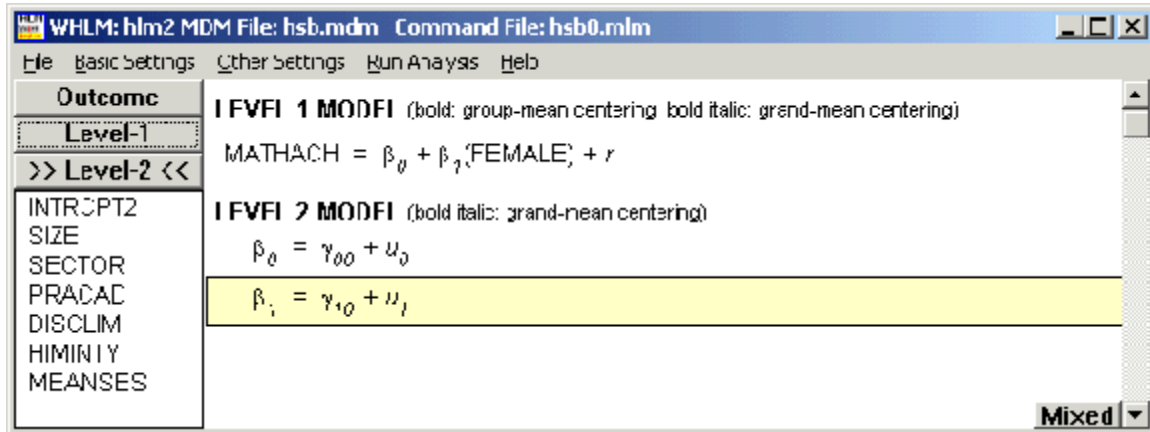 WHLM: hlm2 MDM File: hsb.mdm Command File: hsb0.mlm
File Basic Settings Other Settings Run Analysis Help
Outcome
Level-1
>> Level-2 <<
INTRCPT2
SIZE
SECTOR
PRACAD
DISCLIM
HIMINTY
MEANSES
LEVEL 1 MODEL (bold: group-mean centering; bold italic: grand-mean centering)
MATHACH = β₀ + β₁(FEMALE) + r
LEVEL 2 MODEL (bold italic: grand-mean centering)
β₀ = γ₀₀ + u₀
β₁ = γ₁₀ + u₁
Mixed